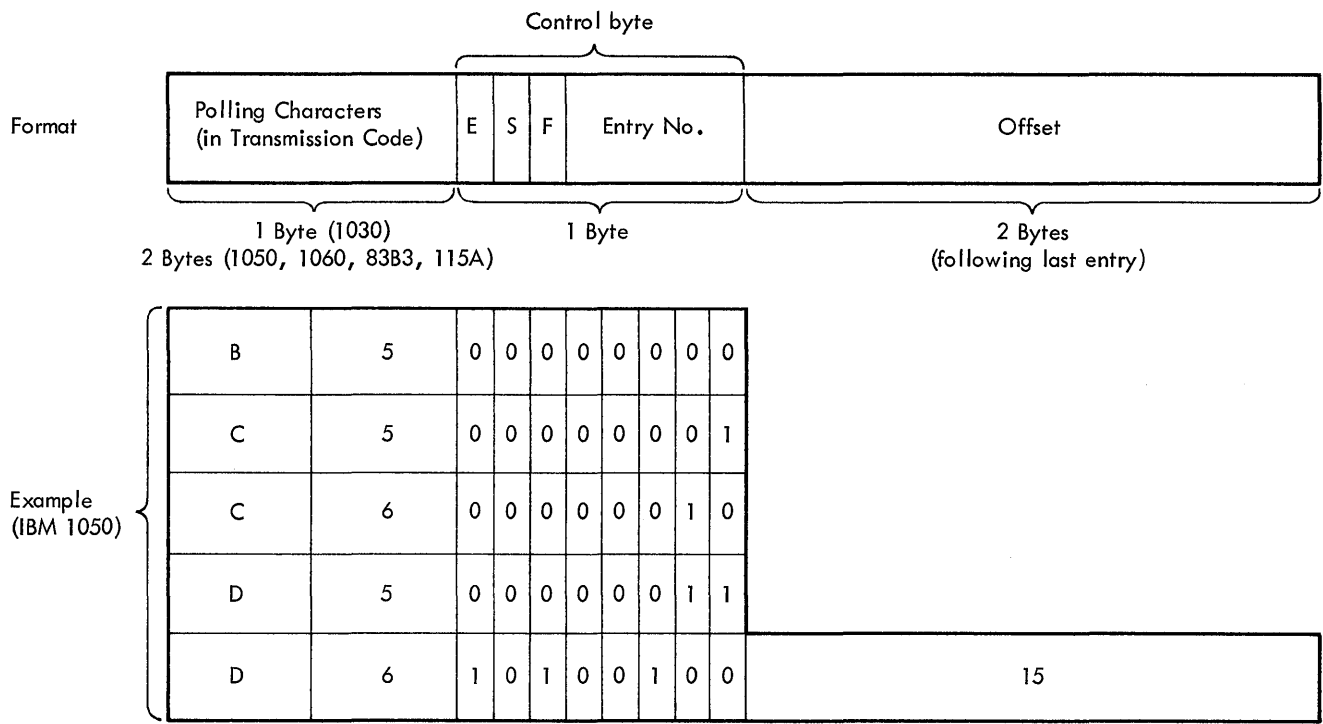 Control byte
Format
Polling Characters
(in Transmission Code)
E S F Entry No. Offset
1 Byte (1030)
2 Bytes (1050, 1060, 83B3, 115A)
1 Byte
2 Bytes
(following last entry)
Example
(IBM 1050)
B 5 0 0 0 0 0 0 0 0
C 5 0 0 0 0 0 0 0 1
C 6 0 0 0 0 0 0 1 0
D 5 0 0 0 0 0 0 1 1
D 6 1 0 1 0 0 1 0 0 15